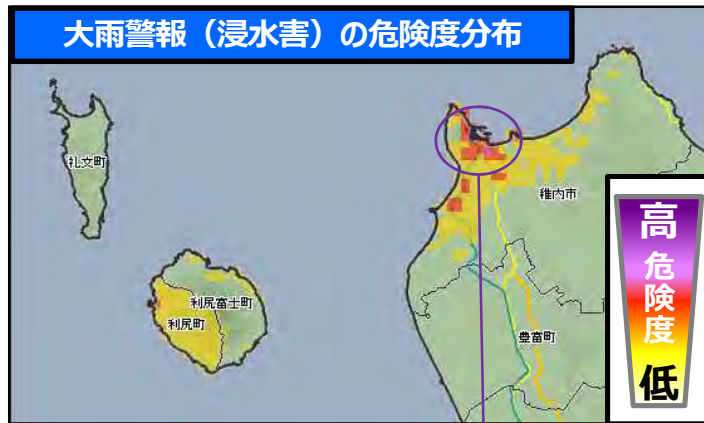 大雨警報（浸水害）の危険度分布
礼文町
稚内市
利尻富士町
利尻町
豊富町
高
危
険
度
低